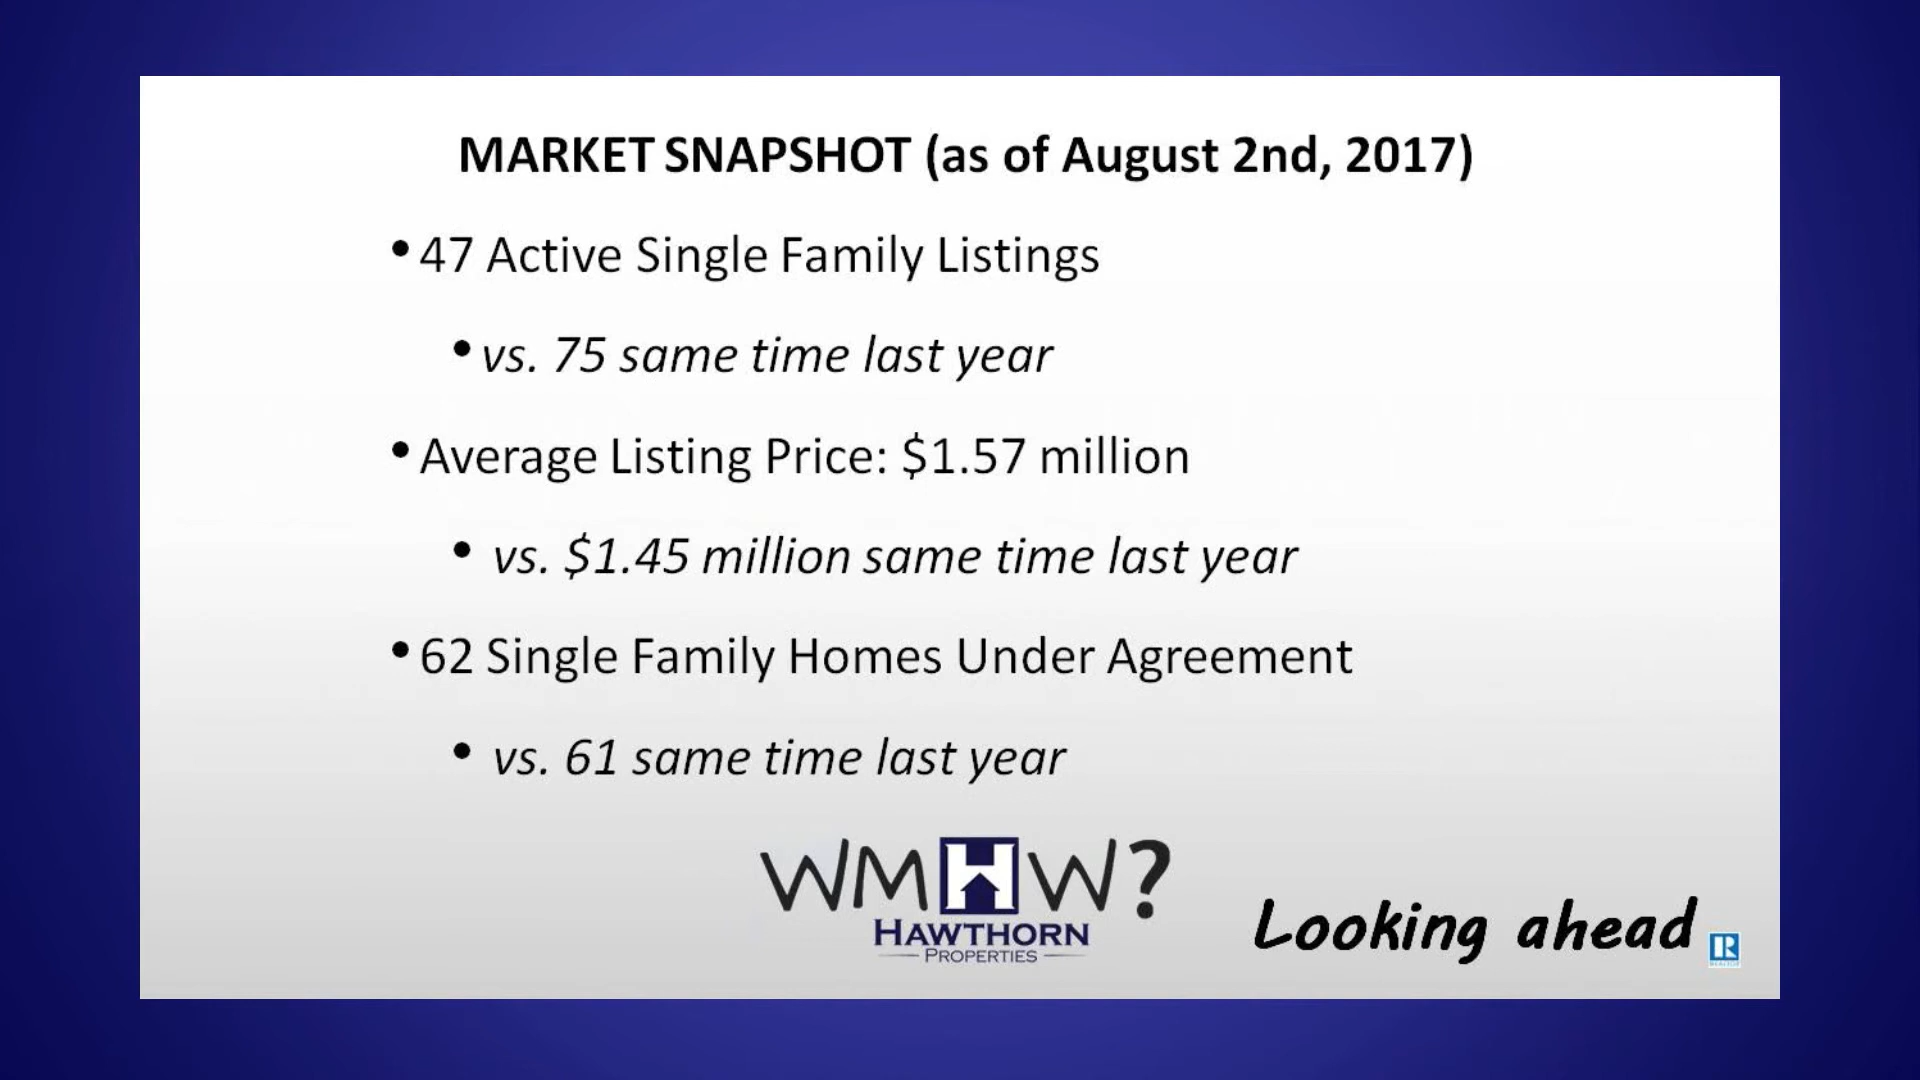 MARKET SNAPSHOT (as of August 2nd, 2017)
• 47 Active Single Family Listings
• vs. 75 same time last year
• Average Listing Price: $1.57 million
• vs. $1.45 million same time last year
• 62 Single Family Homes Under Agreement
• vs. 61 same time last year
WMHW?
HAWTHORN
PROPERTIES
Looking ahead
R